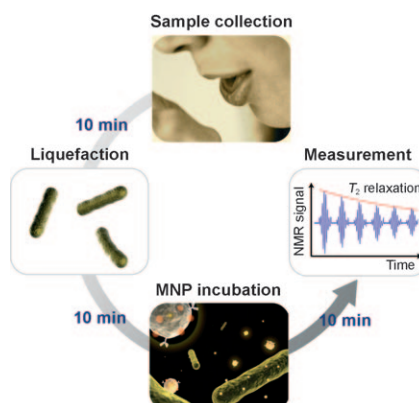 Sample collection
10 min
Liquefaction
Measurement
T2 relaxation
NMR signal
Time
MNP incubation
10 min
10 min